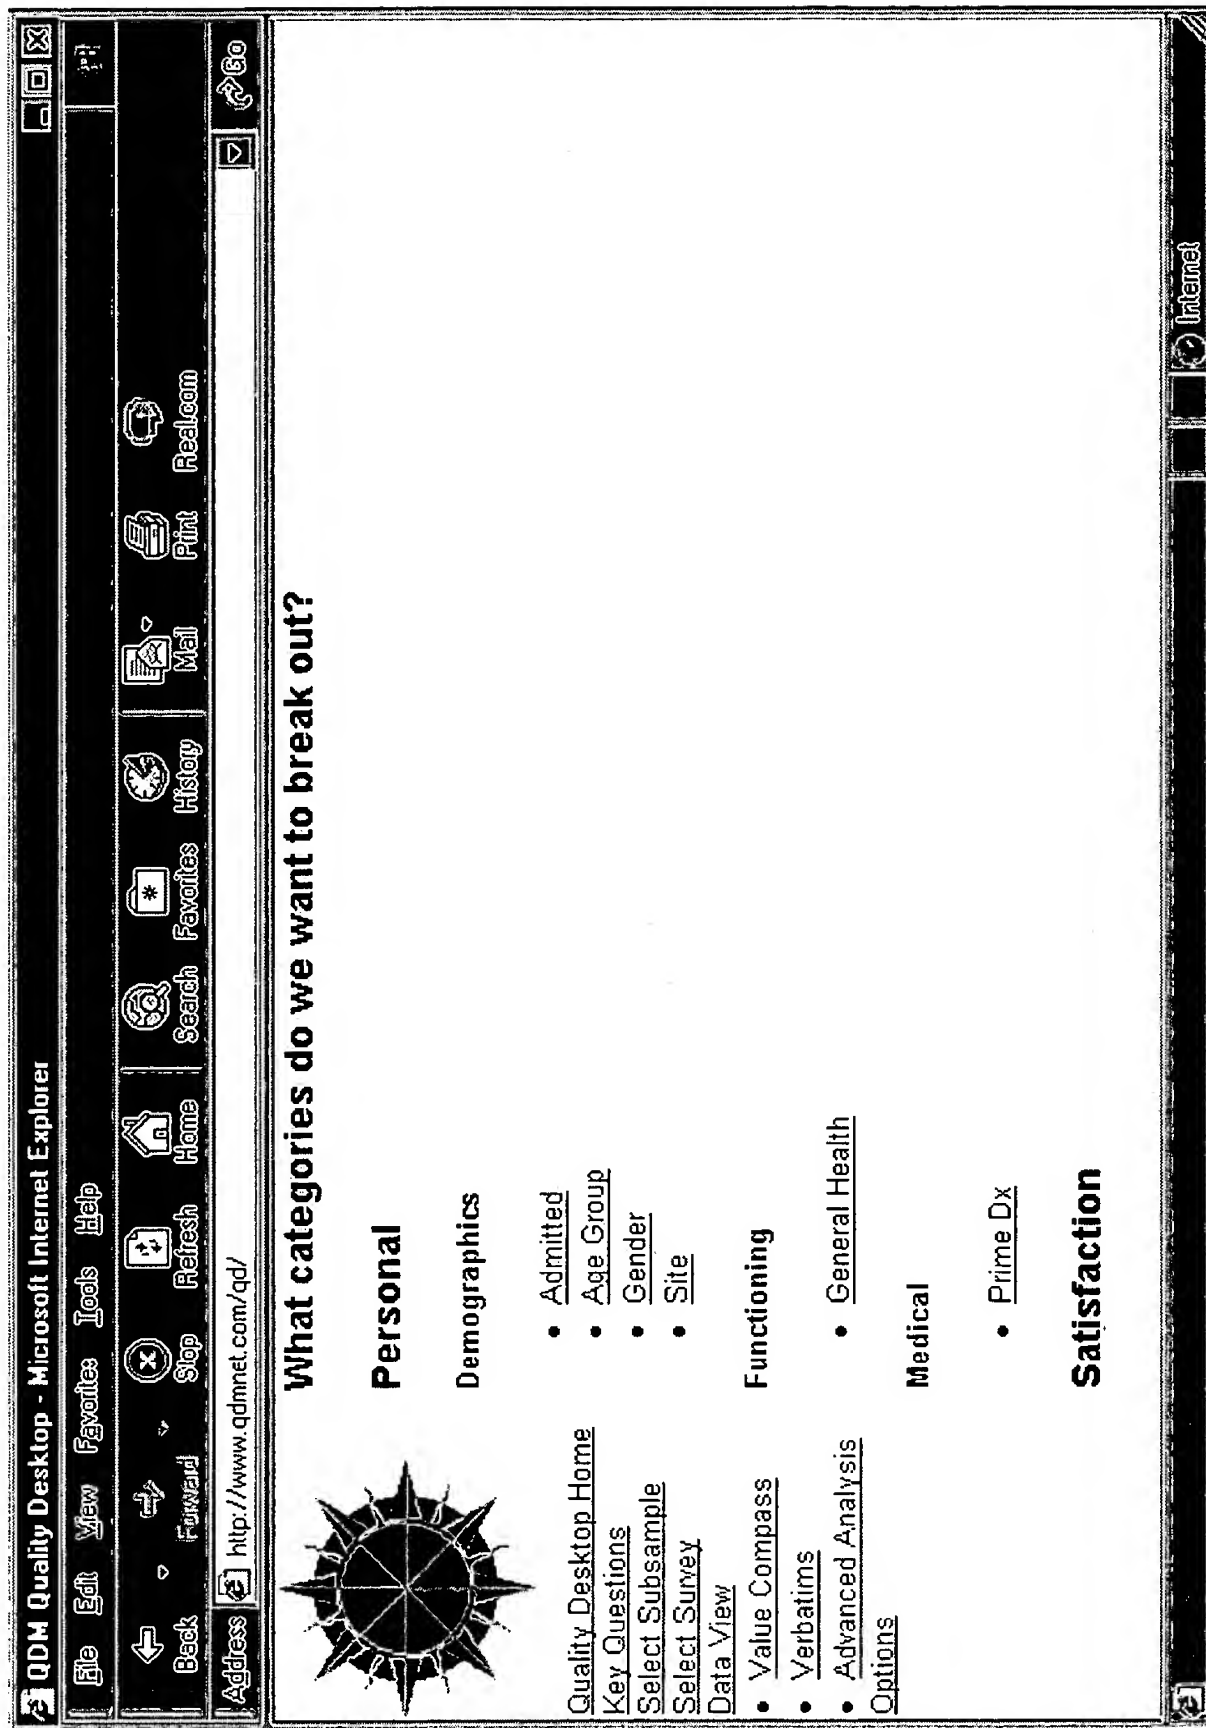 QDM Quality Desktop - Microsoft Internet Explorer
File Edit View Favorites Tools Help
Back Forward Stop Refresh Home Search Favorites History Mail Print Real.com
Address http://www.qdmnet.com/qd/ Go
What categories do we want to break out?
Personal
Demographics
• Admitted
• Age Group
• Gender
• Site
Functioning
• General Health
Medical
• Prime Dx
Satisfaction
Quality Desktop Home
Key Questions
Select Subsample
Select Survey
Data View
• Value Compass
• Verbatims
• Advanced Analysis
Options
Internet